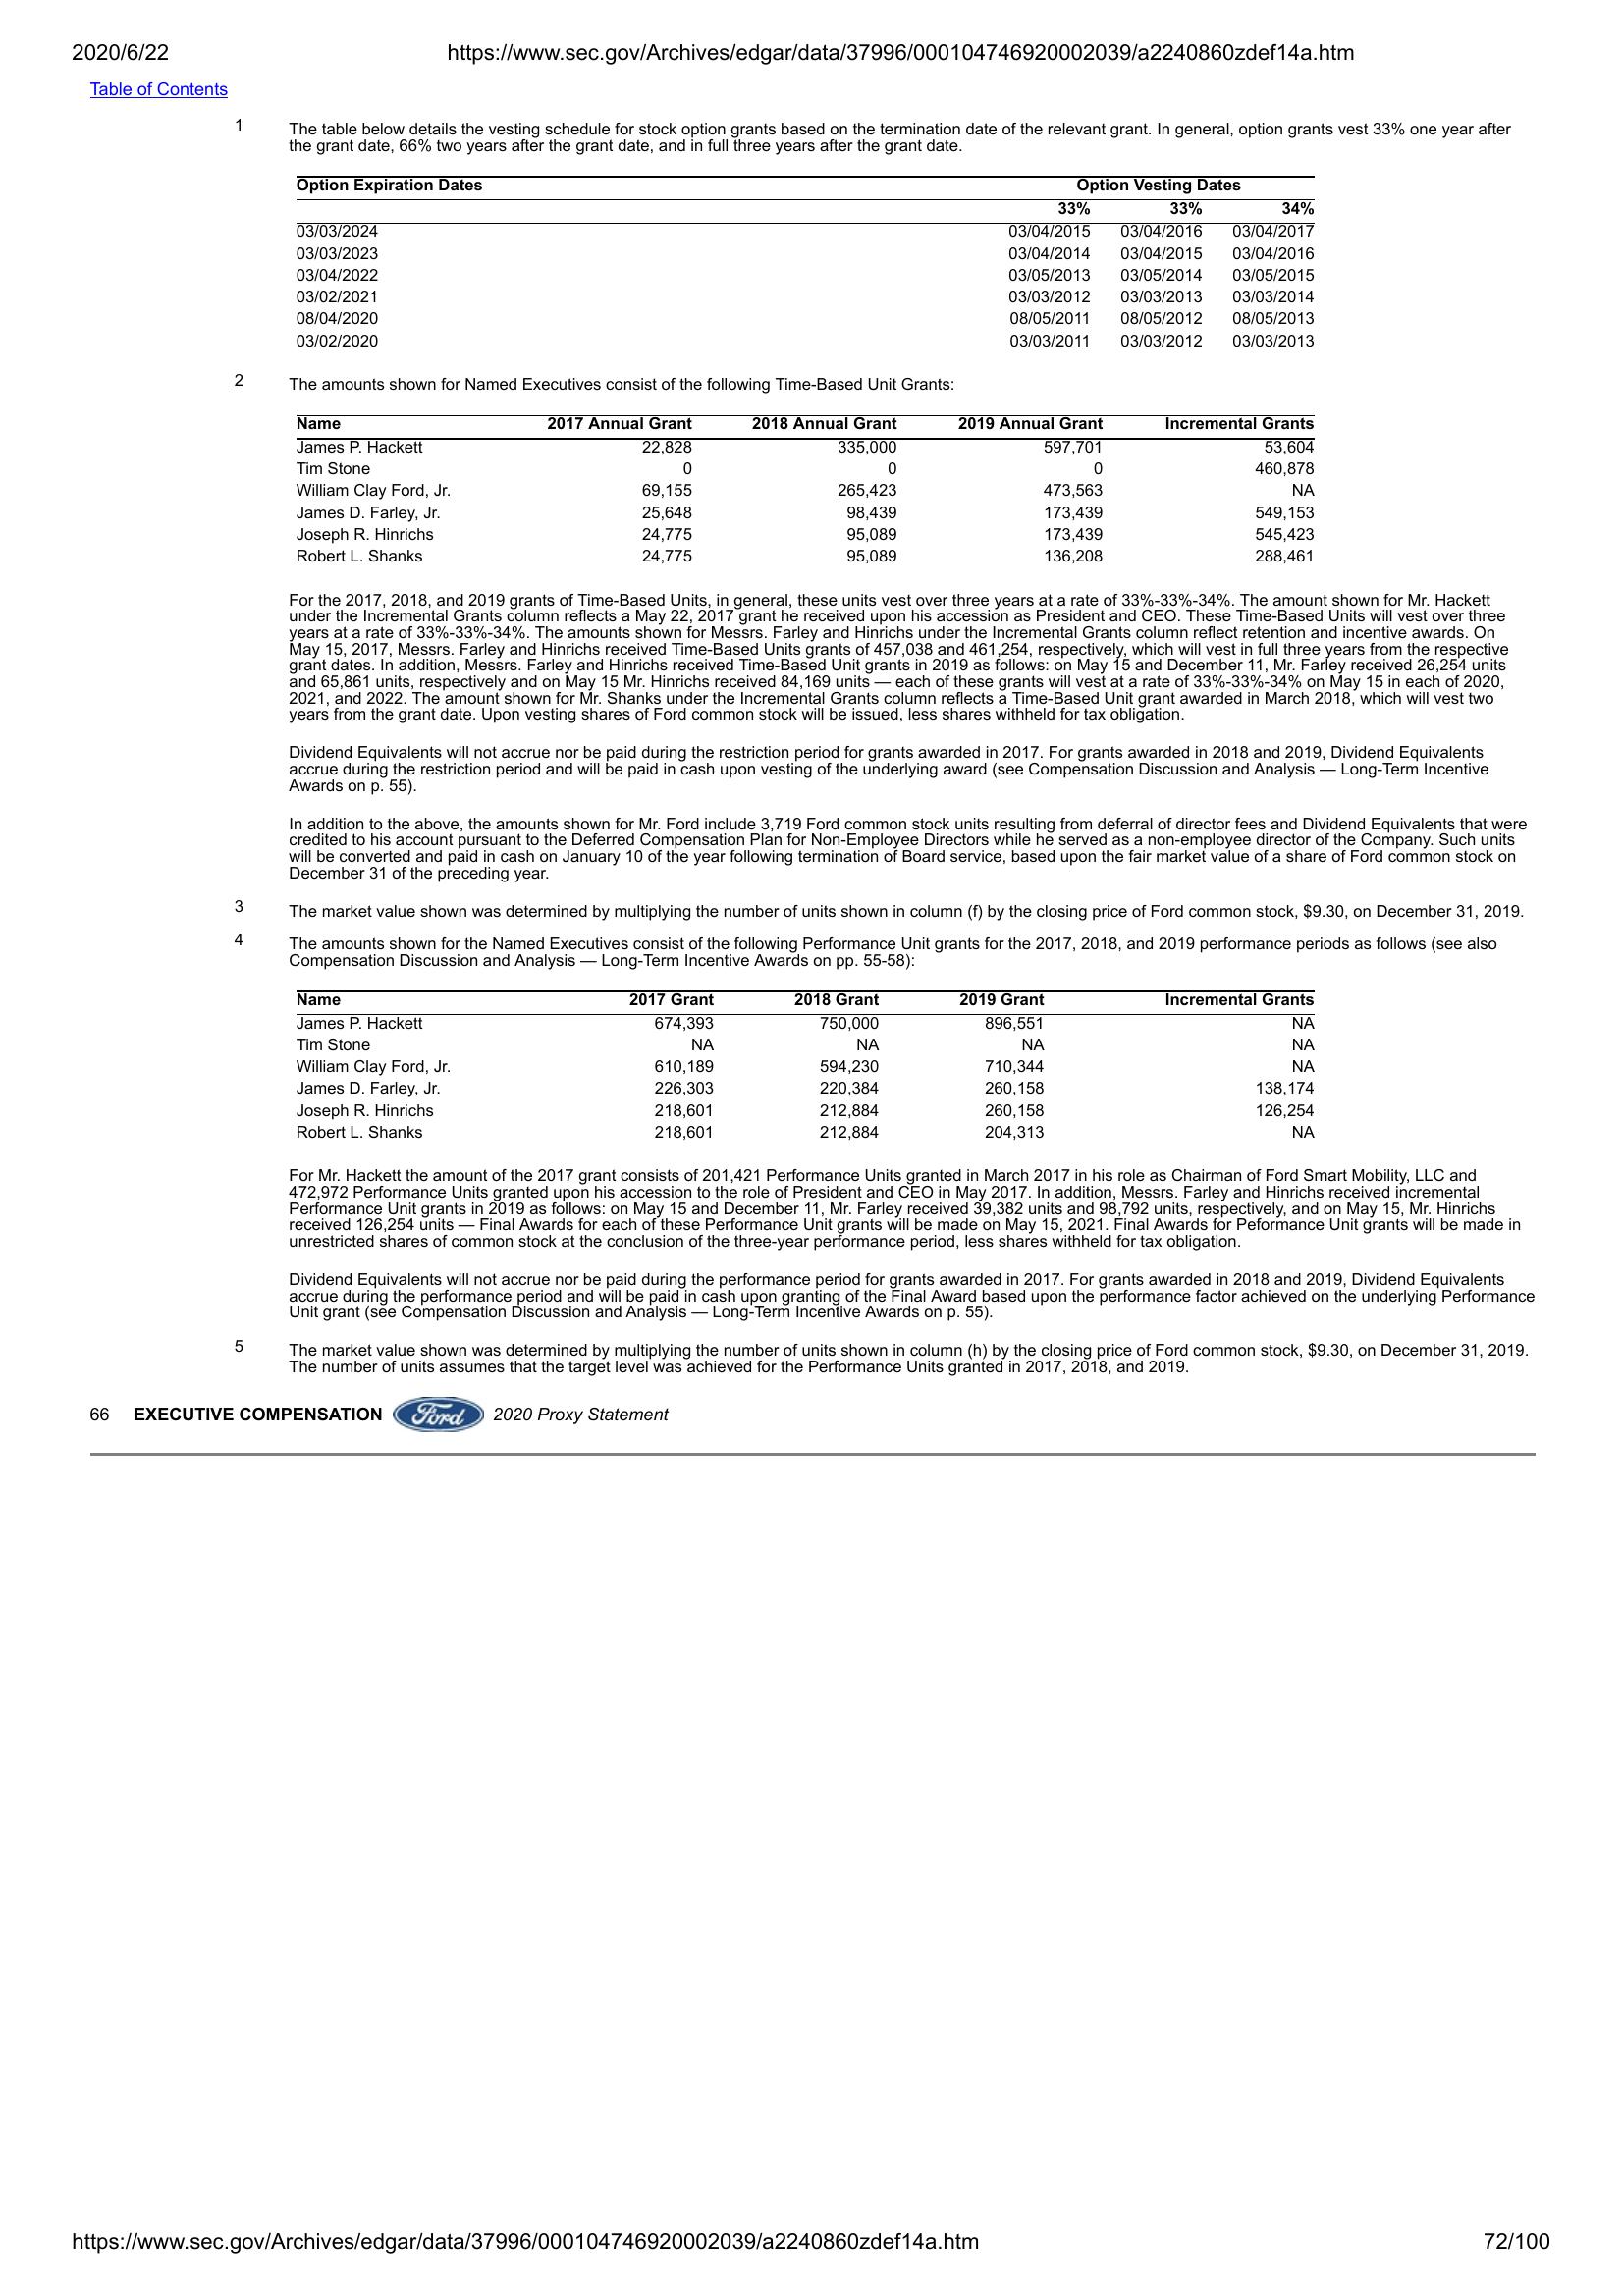 2020/6/22 https://www.sec.gov/Archives/edgar/data/37996/000104746920002039/a2240860zdef14a.htm
Table of Contents
1 The table below details the vesting schedule for stock option grants based on the termination date of the relevant grant. In general, option grants vest 33% one year after
the grant date, 66% two years after the grant date, and in full three years after the grant date.
Option Expiration Dates Option Vesting Dates
33% 33% 34%
03/03/2024 03/04/2015 03/04/2016 03/04/2017
03/03/2023 03/04/2014 03/04/2015 03/04/2016
03/04/2022 03/05/2013 03/05/2014 03/05/2015
03/02/2021 03/03/2012 03/03/2013 03/03/2014
08/04/2020 08/05/2011 08/05/2012 08/05/2013
03/02/2020 03/03/2011 03/03/2012 03/03/2013
2 The amounts shown for Named Executives consist of the following Time-Based Unit Grants:
Name 2017 Annual Grant 2018 Annual Grant 2019 Annual Grant Incremental Grants
James P. Hackett 22,828 335,000 597,701 53,604
Tim Stone 0 0 0 460,878
William Clay Ford, Jr. 69,155 265,423 473,563 NA
James D. Farley, Jr. 25,648 98,439 173,439 549,153
Joseph R. Hinrichs 24,775 95,089 173,439 545,423
Robert L. Shanks 24,775 95,089 136,208 288,461
For the 2017, 2018, and 2019 grants of Time-Based Units, in general, these units vest over three years at a rate of 33%-33%-34%. The amount shown for Mr. Hackett
under the Incremental Grants column reflects a May 22, 2017 grant he received upon his accession as President and CEO. These Time-Based Units will vest over three
years at a rate of 33%-33%-34%. The amounts shown for Messrs. Farley and Hinrichs under the Incremental Grants column reflect retention and incentive awards. On
May 15, 2017, Messrs. Farley and Hinrichs received Time-Based Units grants of 457,038 and 461,254, respectively, which will vest in full three years from the respective
grant dates. In addition, Messrs. Farley and Hinrichs received Time-Based Unit grants in 2019 as follows: on May 15 and December 11, Mr. Farley received 26,254 units
and 65,861 units, respectively and on May 15 Mr. Hinrichs received 84,169 units — each of these grants will vest at a rate of 33%-33%-34% on May 15 in each of 2020,
2021, and 2022. The amount shown for Mr. Shanks under the Incremental Grants column reflects a Time-Based Unit grant awarded in March 2018, which will vest two
years from the grant date. Upon vesting shares of Ford common stock will be issued, less shares withheld for tax obligation.
Dividend Equivalents will not accrue nor be paid during the restriction period for grants awarded in 2017. For grants awarded in 2018 and 2019, Dividend Equivalents
accrue during the restriction period and will be paid in cash upon vesting of the underlying award (see Compensation Discussion and Analysis — Long-Term Incentive
Awards on p. 55).
In addition to the above, the amounts shown for Mr. Ford include 3,719 Ford common stock units resulting from deferral of director fees and Dividend Equivalents that were
credited to his account pursuant to the Deferred Compensation Plan for Non-Employee Directors while he served as a non-employee director of the Company. Such units
will be converted and paid in cash on January 10 of the year following termination of Board service, based upon the fair market value of a share of Ford common stock on
December 31 of the preceding year.
3 The market value shown was determined by multiplying the number of units shown in column (f) by the closing price of Ford common stock, $9.30, on December 31, 2019.
4 The amounts shown for the Named Executives consist of the following Performance Unit grants for the 2017, 2018, and 2019 performance periods as follows (see also
Compensation Discussion and Analysis — Long-Term Incentive Awards on pp. 55-58):
Name 2017 Grant 2018 Grant 2019 Grant Incremental Grants
James P. Hackett 674,393 750,000 896,551 NA
Tim Stone NA NA NA NA
William Clay Ford, Jr. 610,189 594,230 710,344 NA
James D. Farley, Jr. 226,303 220,384 260,158 138,174
Joseph R. Hinrichs 218,601 212,884 260,158 126,254
Robert L. Shanks 218,601 212,884 204,313 NA
For Mr. Hackett the amount of the 2017 grant consists of 201,421 Performance Units granted in March 2017 in his role as Chairman of Ford Smart Mobility, LLC and
472,972 Performance Units granted upon his accession to the role of President and CEO in May 2017. In addition, Messrs. Farley and Hinrichs received incremental
Performance Unit grants in 2019 as follows: on May 15 and December 11, Mr. Farley received 39,382 units and 98,792 units, respectively, and on May 15, Mr. Hinrichs
received 126,254 units — Final Awards for each of these Performance Unit grants will be made on May 15, 2021. Final Awards for Peformance Unit grants will be made in
unrestricted shares of common stock at the conclusion of the three-year performance period, less shares withheld for tax obligation.
Dividend Equivalents will not accrue nor be paid during the performance period for grants awarded in 2017. For grants awarded in 2018 and 2019, Dividend Equivalents
accrue during the performance period and will be paid in cash upon granting of the Final Award based upon the performance factor achieved on the underlying Performance
Unit grant (see Compensation Discussion and Analysis — Long-Term Incentive Awards on p. 55).
5 The market value shown was determined by multiplying the number of units shown in column (h) by the closing price of Ford common stock, $9.30, on December 31, 2019.
The number of units assumes that the target level was achieved for the Performance Units granted in 2017, 2018, and 2019.
66 EXECUTIVE COMPENSATION Ford 2020 Proxy Statement
https://www.sec.gov/Archives/edgar/data/37996/000104746920002039/a2240860zdef14a.htm 72/100